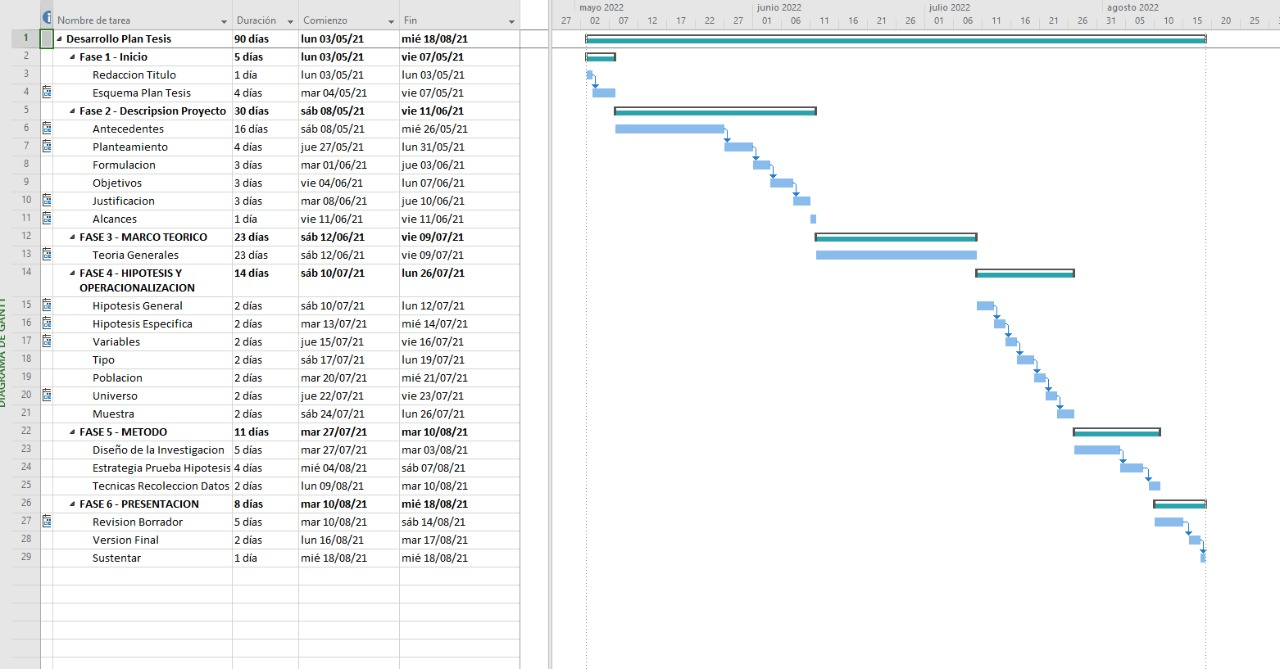 mayo 2022 junio 2022 julio 2022 agosto 2022
Nombre de tarea Duración Comienzo Fin 27 02 07 12 17 22 27 01 06 11 16 21 26 01 06 11 16 21 26 31 05 10 15 20 25 3
1 Desarrollo Plan Tesis 90 días lun 03/05/21 mié 18/08/21
2 Fase 1 - Inicio 5 días lun 03/05/21 vie 07/05/21
3 Redaccion Titulo 1 día lun 03/05/21 lun 03/05/21
4 Esquema Plan Tesis 4 días mar 04/05/21 vie 07/05/21
5 Fase 2 - Descripsion Proyecto 30 días sáb 08/05/21 vie 11/06/21
6 Antecedentes 16 días sáb 08/05/21 mié 26/05/21
7 Planteamiento 4 días jue 27/05/21 lun 31/05/21
8 Formulacion 3 días mar 01/06/21 jue 03/06/21
9 Objetivos 3 días vie 04/06/21 lun 07/06/21
10 Justificacion 3 días mar 08/06/21 jue 10/06/21
11 Alcances 1 día vie 11/06/21 vie 11/06/21
12 FASE 3 - MARCO TEORICO 23 días sáb 12/06/21 vie 09/07/21
13 Teoria Generales 23 días sáb 12/06/21 vie 09/07/21
14 FASE 4 - HIPOTESIS Y 14 días sáb 10/07/21 lun 26/07/21
OPERACIONALIZACION
15 Hipotesis General 2 días sáb 10/07/21 lun 12/07/21
16 Hipotesis Especifica 2 días mar 13/07/21 mié 14/07/21
17 Variables 2 días jue 15/07/21 vie 16/07/21
18 Tipo 2 días sáb 17/07/21 lun 19/07/21
19 Poblacion 2 días mar 20/07/21 mié 21/07/21
20 Universo 2 días jue 22/07/21 vie 23/07/21
21 Muestra 2 días sáb 24/07/21 lun 26/07/21
22 FASE 5 - METODO 11 días mar 27/07/21 mar 10/08/21
23 Diseño de la Investigacion 5 días mar 27/07/21 mar 03/08/21
24 Estrategia Prueba Hipotesis 4 días mié 04/08/21 sáb 07/08/21
25 Tecnicas Recoleccion Datos 2 días lun 09/08/21 mar 10/08/21
26 FASE 6 - PRESENTACION 8 días mar 10/08/21 mié 18/08/21
27 Revision Borrador 5 días mar 10/08/21 sáb 14/08/21
28 Version Final 2 días lun 16/08/21 mar 17/08/21
29 Sustentar 1 día mié 18/08/21 mié 18/08/21
DIAGRAMA DE GANTT